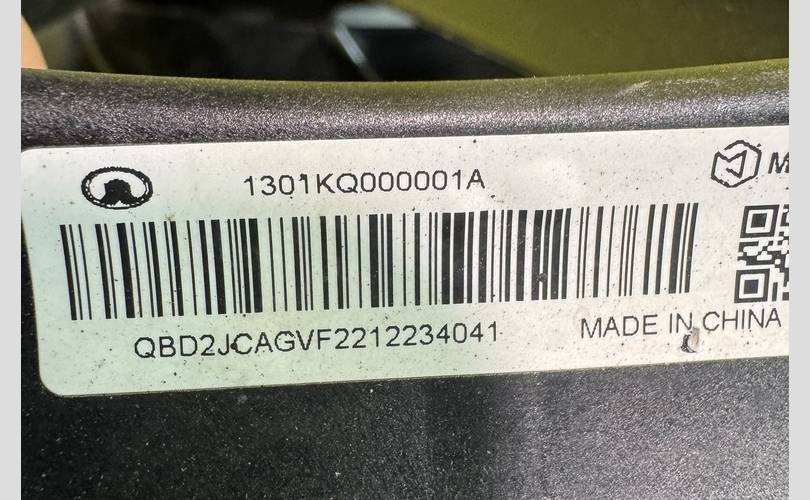 1301KQ000001A
QBD2JCAGVF2212234041
MADE IN CHINA